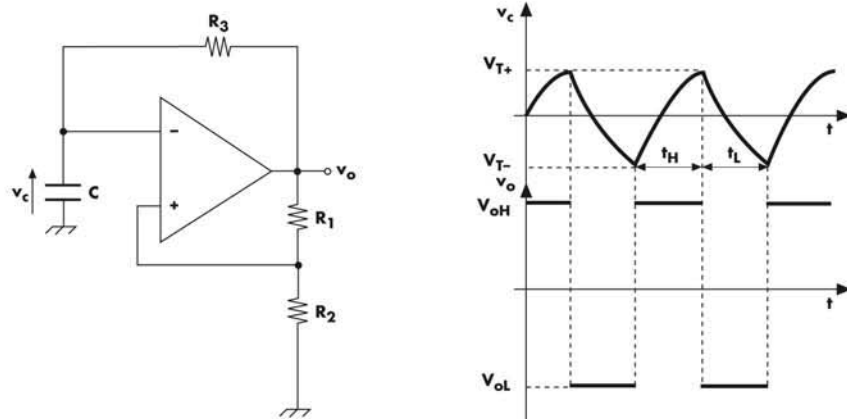 R3
−
+
vo
vc
C
R1
R2
vc
VT+
t
tH
tL
VT−
vo
VoH
t
VoL